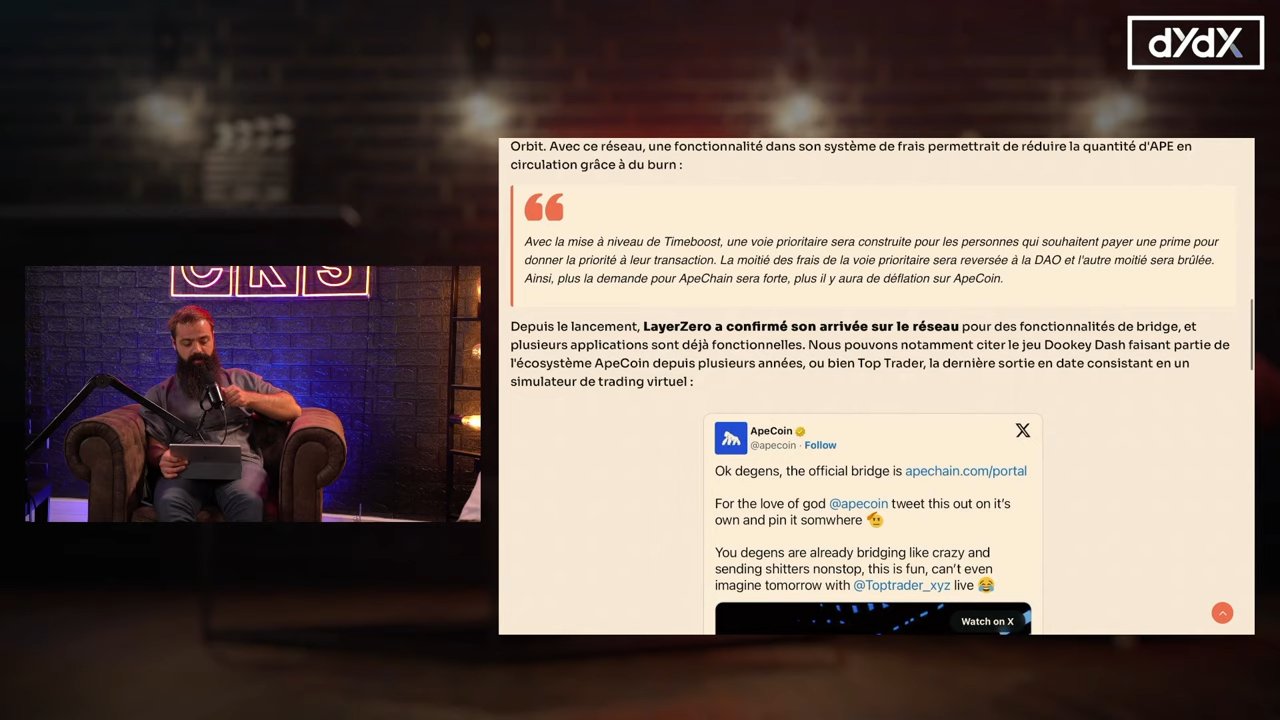 dYdX
Orbit. Avec ce réseau, une fonctionnalité dans son système de frais permettrait de réduire la quantité d'APE en
circulation grâce à du burn :
Avec la mise à niveau de Timeboost, une voie prioritaire sera construite pour les personnes qui souhaitent payer une prime pour
donner la priorité à leur transaction. La moitié des frais de la voie prioritaire sera reversée à la DAO et l'autre moitié sera brûlée.
Ainsi, plus la demande pour ApeChain sera forte, plus il y aura de déflation sur ApeCoin.
Depuis le lancement, LayerZero a confirmé son arrivée sur le réseau pour des fonctionnalités de bridge, et
plusieurs applications sont déjà fonctionnelles. Nous pouvons notamment citer le jeu Dookey Dash faisant partie de
l'écosystème ApeCoin depuis plusieurs années, ou bien Top Trader, la dernière sortie en date consistant en un
simulateur de trading virtuel :
ApeCoin
@apecoin · Follow
Ok degens, the official bridge is apechain.com/portal
For the love of god @apecoin tweet this out on it's
own and pin it somwhere 🫡
You degens are already bridging like crazy and
sending shitters nonstop, this is fun, can't even
imagine tomorrow with @Toptrader_xyz live 😂
Watch on X